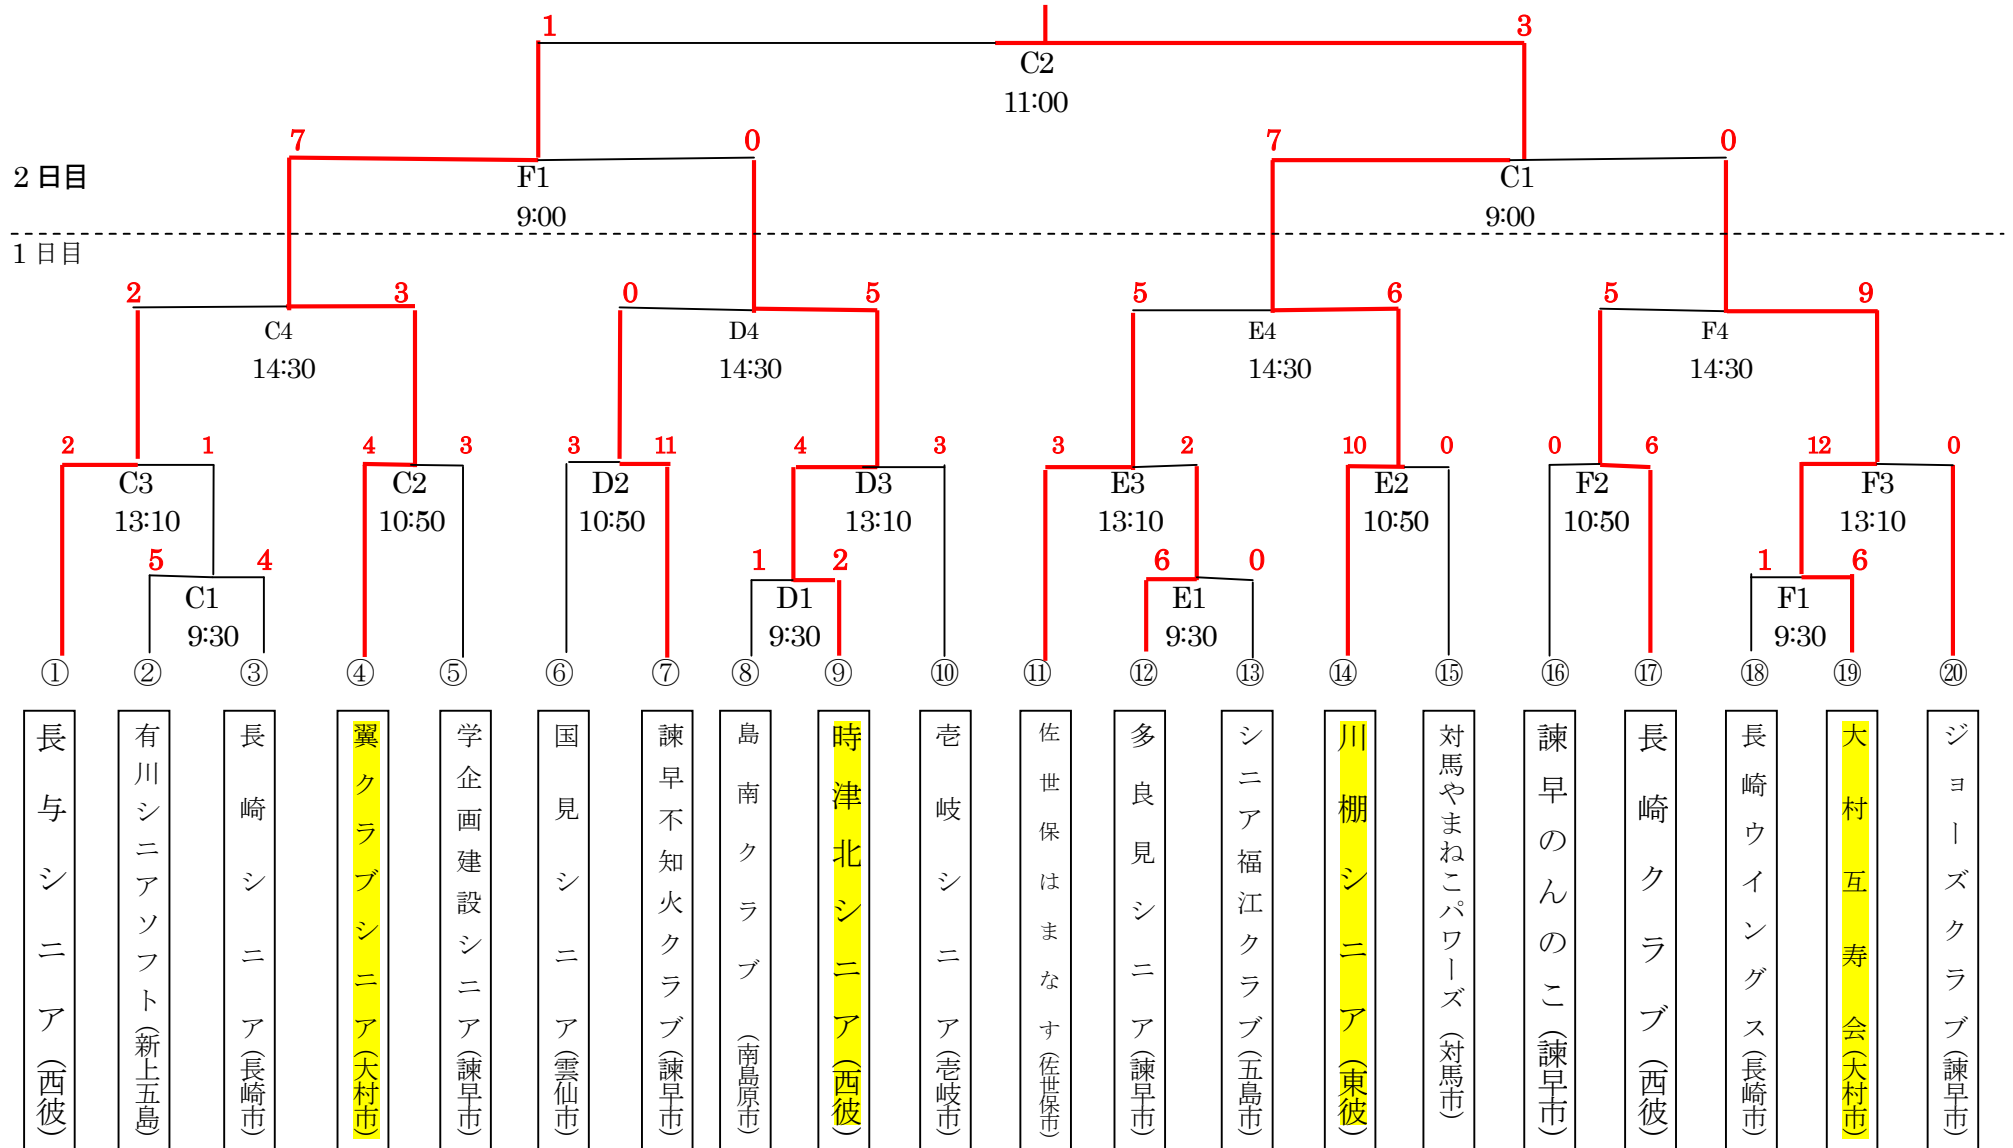 1 3
C2
11:00
7 0 7 0
2日目
F1 C1
9:00 9:00
1日目
2 3 0 5 5 6 5 9
C4 D4 E4 F4
14:30 14:30 14:30 14:30
2 1 4 3 3 11 4 3 3 2 10 0 0 6 12 0
C3 C2 D2 D3 E3 E2 F2 F3
13:10 10:50 10:50 13:10 13:10 10:50 10:50 13:10
5 4 1 2 6 0 1 6
C1 D1 E1 F1
9:30 9:30 9:30 9:30
① ② ③ ④ ⑤ ⑥ ⑦ ⑧ ⑨ ⑩ ⑪ ⑫ ⑬ ⑭ ⑮ ⑯ ⑰ ⑱ ⑲ ⑳
長与シニア(西彼)
有川シニアソフト(新上五島)
長崎シニア(長崎市)
翼クラブシニア(大村市)
学企画建設シニア(諫早市)
国見シニア(雲仙市)
諫早不知火クラブ(諫早市)
島南クラブ(南島原市)
時津北シニア(西彼)
壱岐シニア(壱岐市)
佐世保はまなす(佐世保市)
多良見シニア(諫早市)
シニア福江クラブ(五島市)
川棚シニア(東彼)
対馬やまねこパワーズ(対馬市)
諫早のんのこ(諫早市)
長崎クラブ(西彼)
長崎ウイングス(長崎市)
大村互寿会(大村市)
ジョーズクラブ(諫早市)